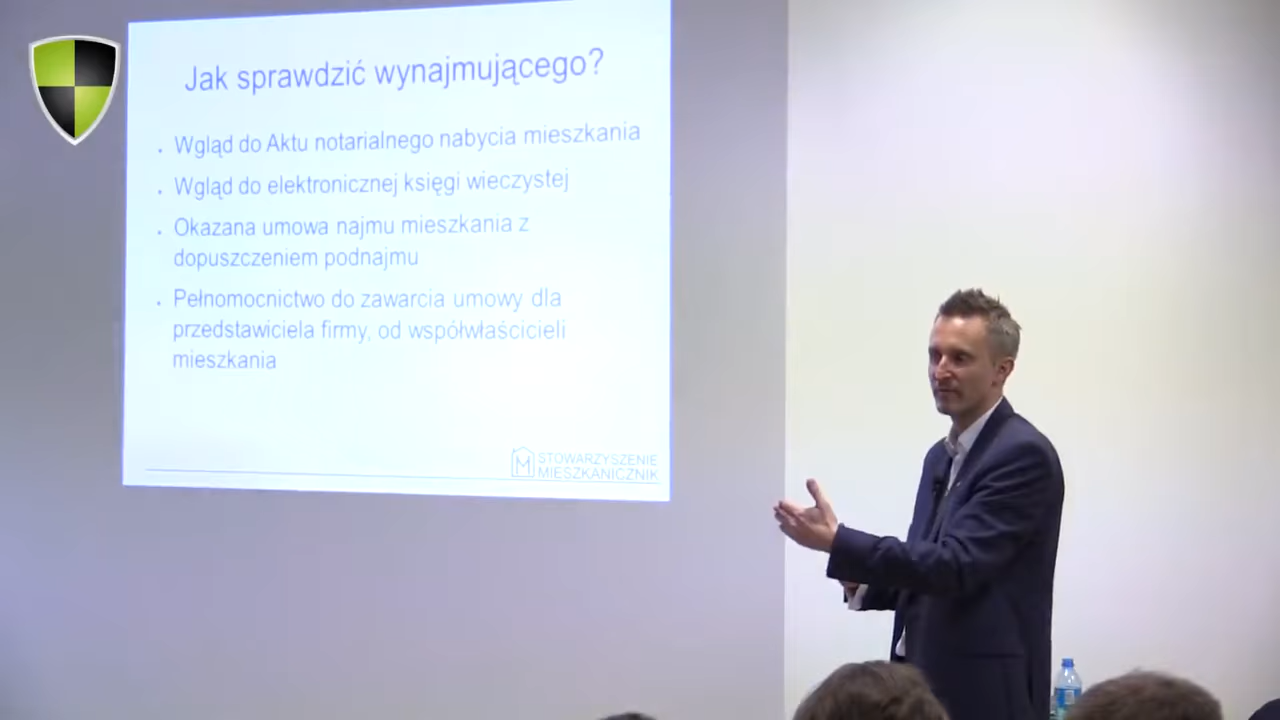 Jak sprawdzić wynajmującego?
• Wgląd do Aktu notarialnego nabycia mieszkania
• Wgląd do elektronicznej księgi wieczystej
• Okazana umowa najmu mieszkania z
dopuszczeniem podnajmu
• Pełnomocnictwo do zawarcia umowy dla
przedstawiciela firmy, od współwłaścicieli
mieszkania
M STOWARZYSZENIE
MIESZKANICZNIK